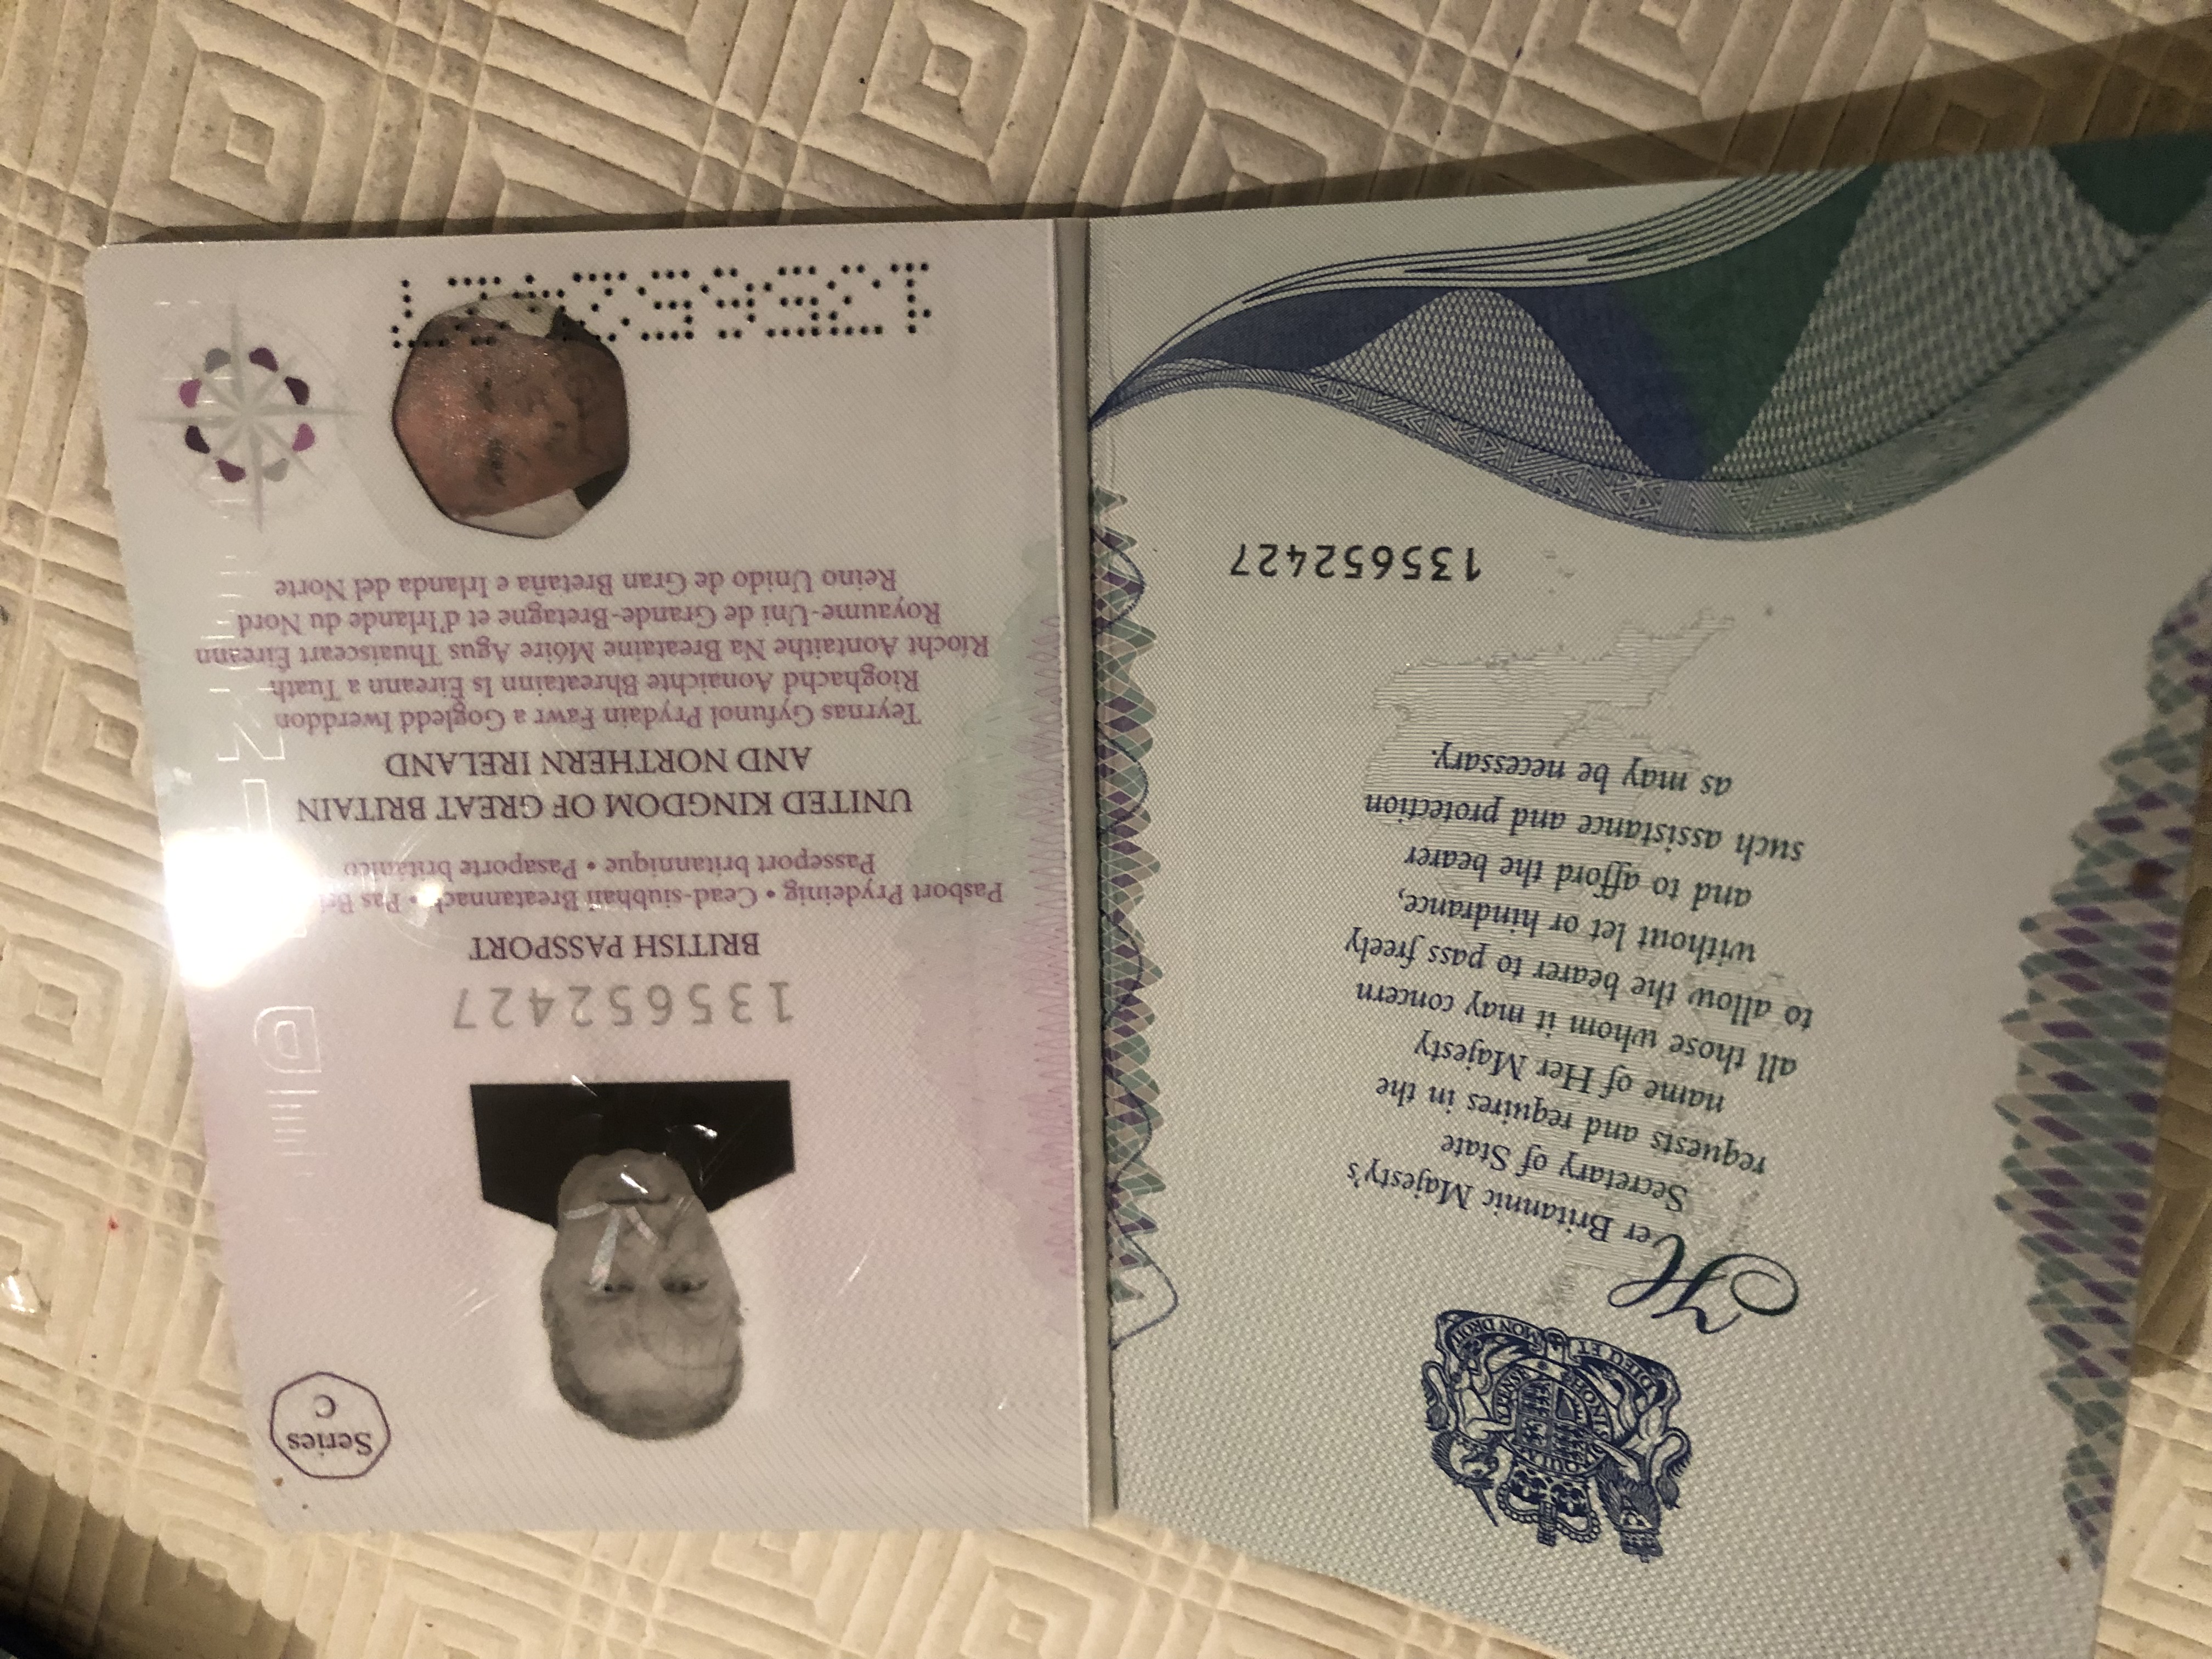 DIEU ET MON DROIT
Her Britannic Majesty's
Secretary of State
requests and requires in the
name of Her Majesty
all those whom it may concern
to allow the bearer to pass freely
without let or hindrance,
and to afford the bearer
such assistance and protection
as may be necessary.
135652427
Series
C
135652427
BRITISH PASSPORT
Pasbort Prydeinig • Cead-siubhail Breatannach • Pas
Passeport britannique • Pasaporte británico
UNITED KINGDOM OF GREAT BRITAIN
AND NORTHERN IRELAND
Teyrnas Gyfunol Prydain Fawr a Gogledd Iwerddon
Rìoghachd Aonaichte Bhreatainn Is Èireann a Tuath
Ríocht Aontaithe Na Breataine Móire Agus Thuaisceart Éireann
Royaume-Uni de Grande-Bretagne et d'Irlande du Nord
Reino Unido de Gran Bretaña e Irlanda del Norte
135652427